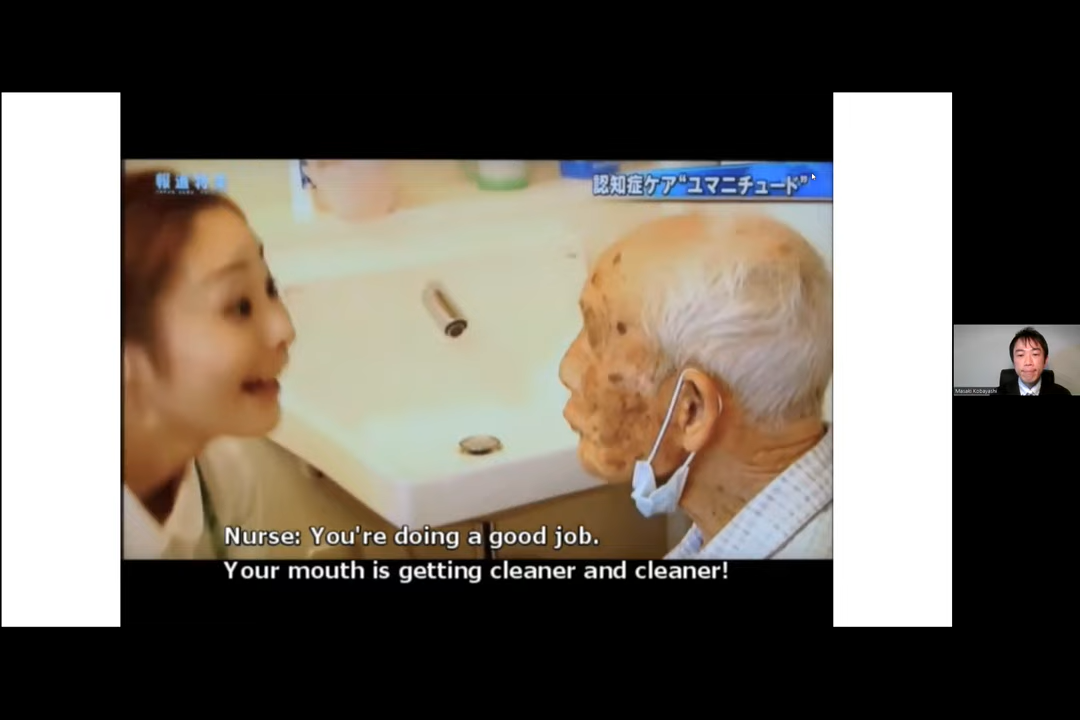 報道特集
認知症ケア“ユマニチュード”
Nurse: You're doing a good job.
Your mouth is getting cleaner and cleaner!
Masaki Kobayashi